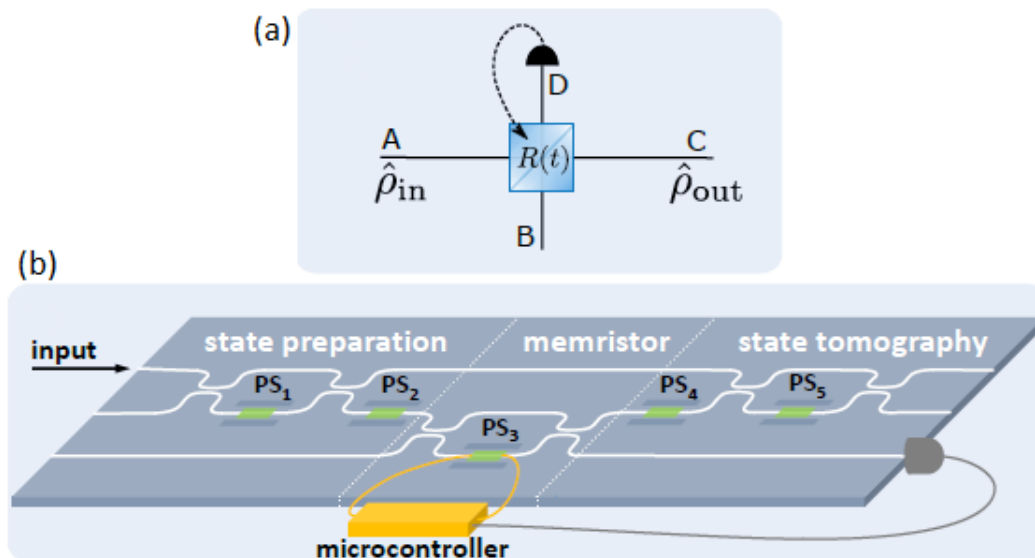 (a)
D
A
R(t)
C
ρ̂in
ρ̂out
B
(b)
state preparation
memristor
state tomography
input
PS1
PS2
PS3
PS4
PS5
microcontroller